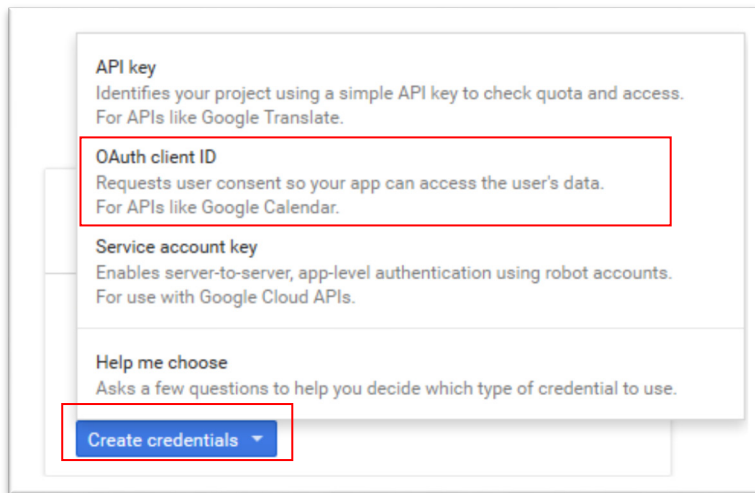 API key
Identifies your project using a simple API key to check quota and access.
For APIs like Google Translate.
OAuth client ID
Requests user consent so your app can access the user's data.
For APIs like Google Calendar.
Service account key
Enables server-to-server, app-level authentication using robot accounts.
For use with Google Cloud APIs.
Help me choose
Asks a few questions to help you decide which type of credential to use.
Create credentials